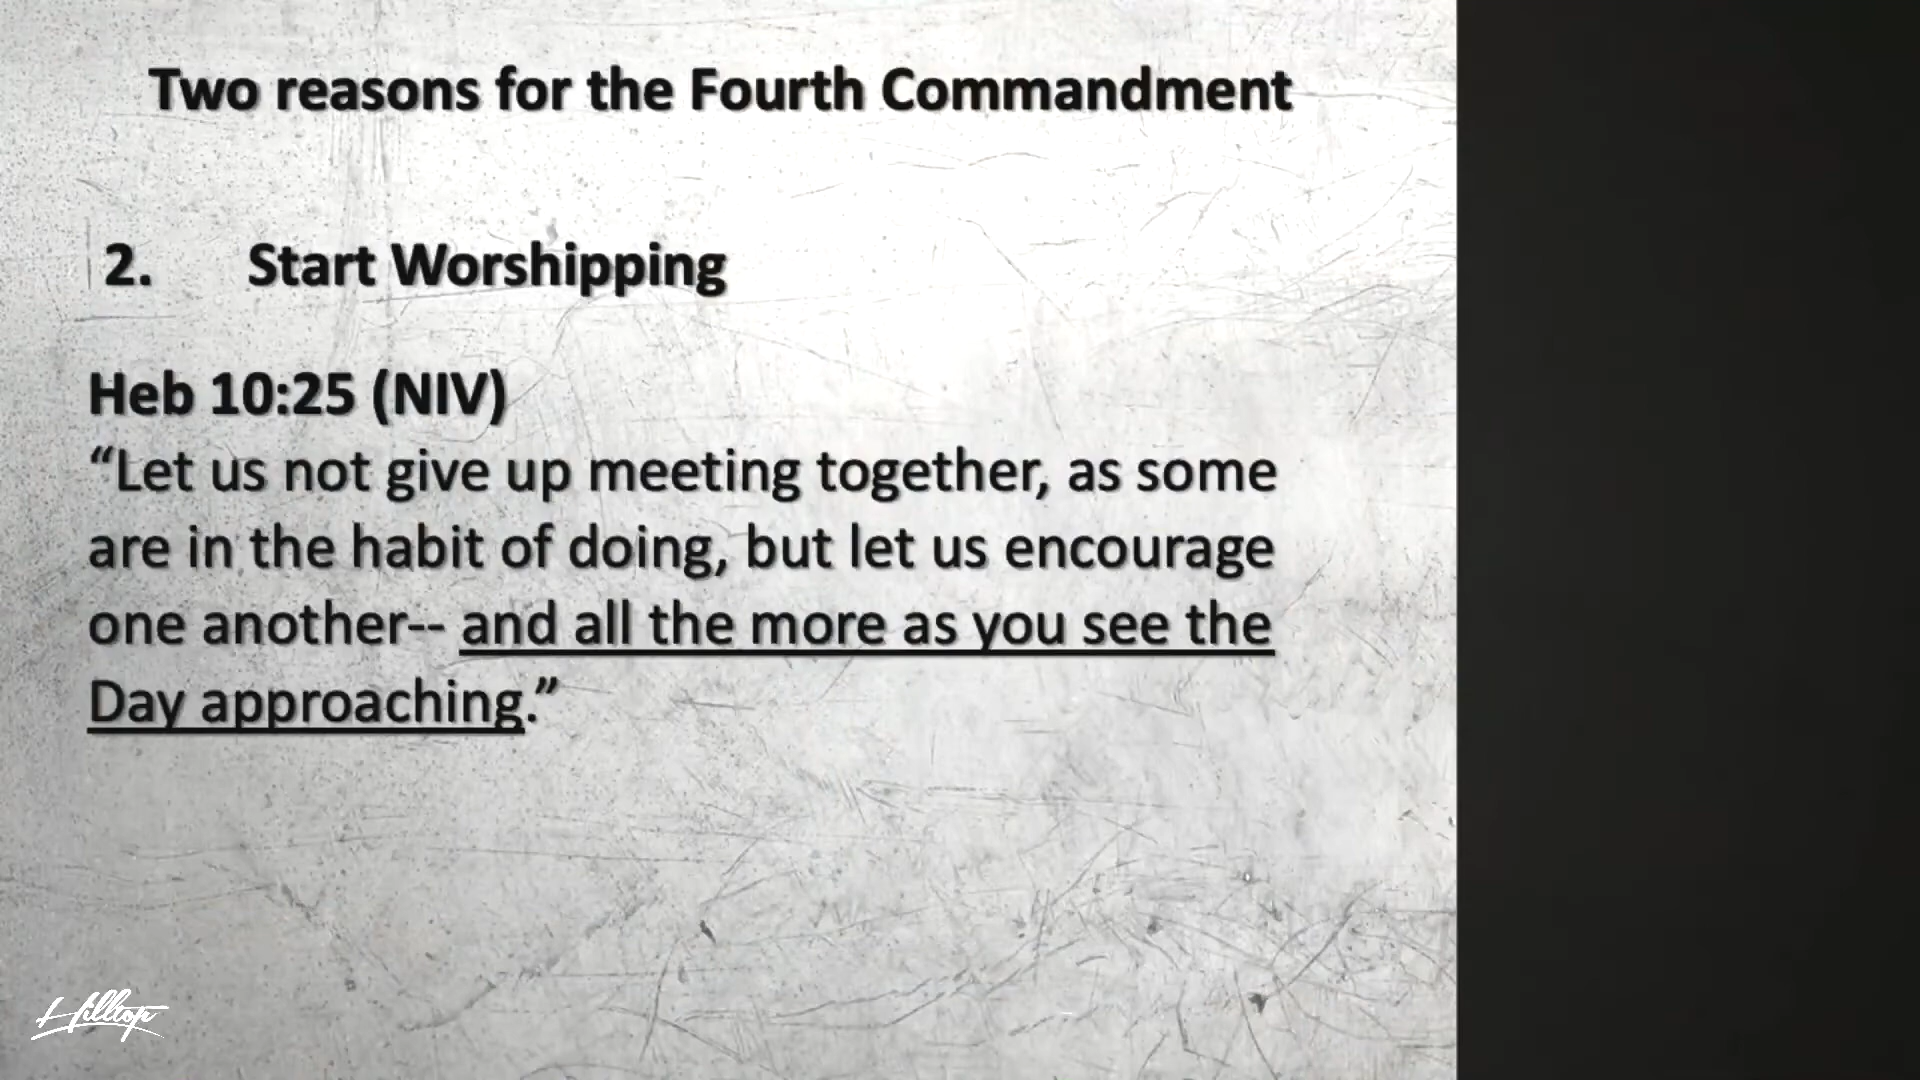 Two reasons for the Fourth Commandment
2. Start Worshipping
Heb 10:25 (NIV)
“Let us not give up meeting together, as some
are in the habit of doing, but let us encourage
one another-- and all the more as you see the
Day approaching.”
Hilltop